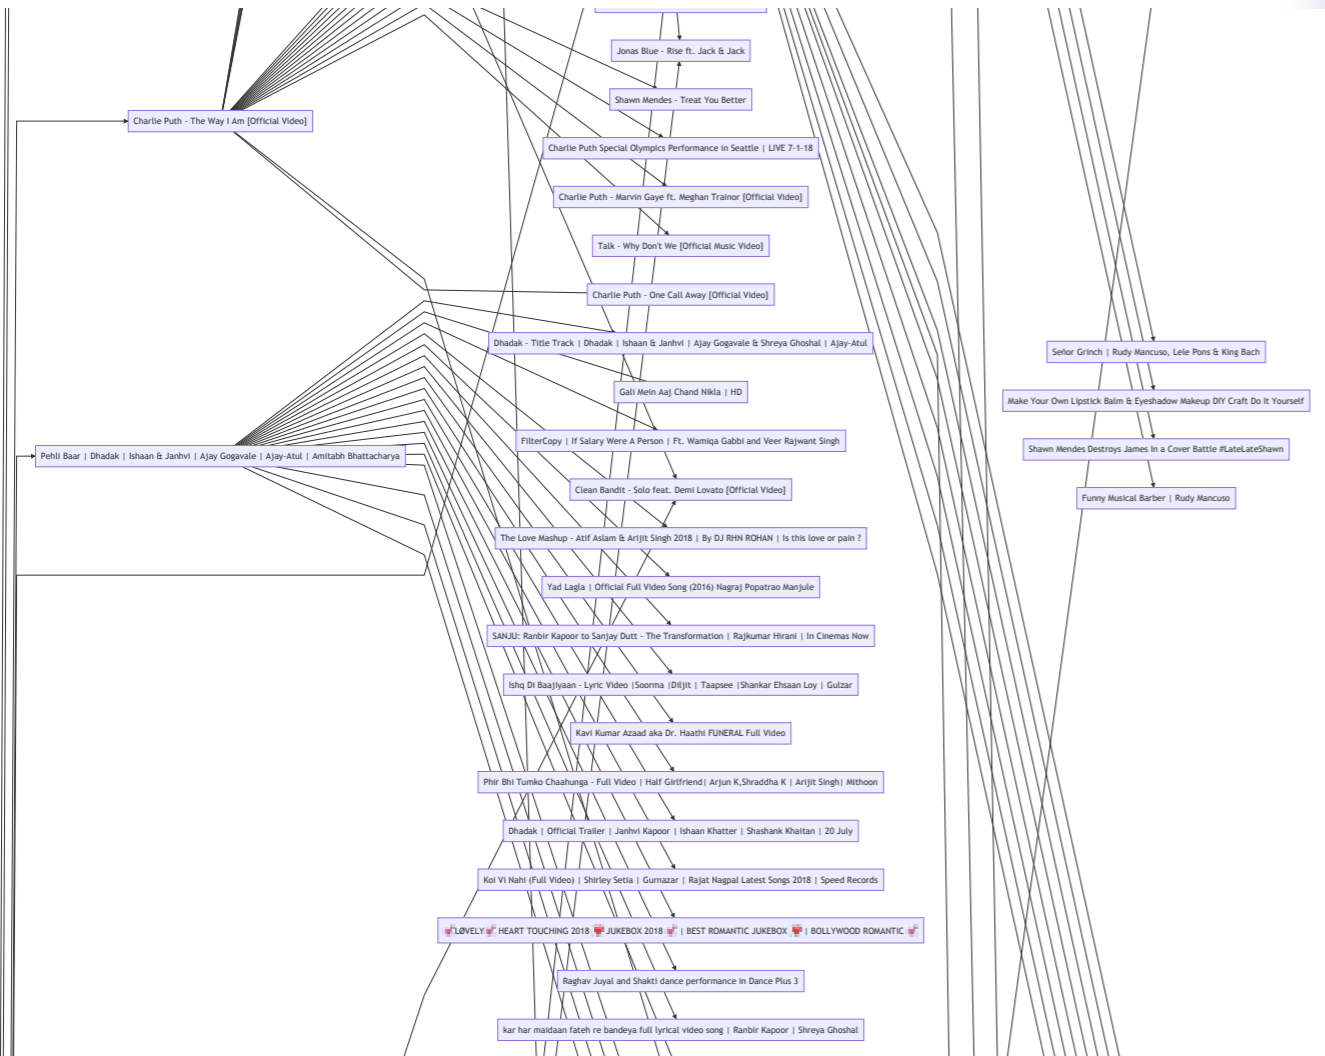 Jonas Blue - Rise ft. Jack & Jack
Shawn Mendes - Treat You Better
Charlie Puth - The Way I Am [Official Video]
Charlie Puth Special Olympics Performance in Seattle | LIVE 7-1-18
Charlie Puth - Marvin Gaye ft. Meghan Trainor [Official Video]
Talk - Why Don't We [Official Music Video]
Charlie Puth - One Call Away [Official Video]
Dhadak - Title Track | Dhadak | Ishaan & Janhvi | Ajay Gogavale & Shreya Ghoshal | Ajay-Atul
Señor Grinch | Rudy Mancuso, Lele Pons & King Bach
Gali Mein Aaj Chand Nikla | HD
Make Your Own Lipstick Balm & Eyeshadow Makeup DIY Craft Do It Yourself
FilterCopy | If Salary Were A Person | Ft. Wamiqa Gabbi and Veer Rajwant Singh
Shawn Mendes Destroys James In a Cover Battle #LateLateShawn
Pehli Baar | Dhadak | Ishaan & Janhvi | Ajay Gogavale | Ajay-Atul | Amitabh Bhattacharya
Clean Bandit - Solo feat. Demi Lovato [Official Video]
Funny Musical Barber | Rudy Mancuso
The Love Mashup - Atif Aslam & Arijit Singh 2018 | By DJ RHN ROHAN | Is this love or pain ?
Yad Lagla | Official Full Video Song (2016) Nagraj Popatrao Manjule
SANJU: Ranbir Kapoor to Sanjay Dutt - The Transformation | Rajkumar Hirani | In Cinemas Now
Ishq Di Baajiyaan - Lyric Video |Soorma |Diljit | Taapsee |Shankar Ehsaan Loy | Gulzar
Kavi Kumar Azaad aka Dr. Haathi FUNERAL Full Video
Phir Bhi Tumko Chaahunga - Full Video | Half Girlfriend| Arjun K,Shraddha K | Arijit Singh| Mithoon
Dhadak | Official Trailer | Janhvi Kapoor | Ishaan Khatter | Shashank Khaitan | 20 July
Koi Vi Nahi (Full Video) | Shirley Setia | Gurnazar | Rajat Nagpal Latest Songs 2018 | Speed Records
💕LØVELY💕 HEART TOUCHING 2018 💝 JUKEBOX 2018 💕 | BEST ROMANTIC JUKEBOX 💝 | BOLLYWOOD ROMANTIC 💕
Raghav Juyal and Shakti dance performance in Dance Plus 3
kar har maidaan fateh re bandeya full lyrical video song | Ranbir Kapoor | Shreya Ghoshal